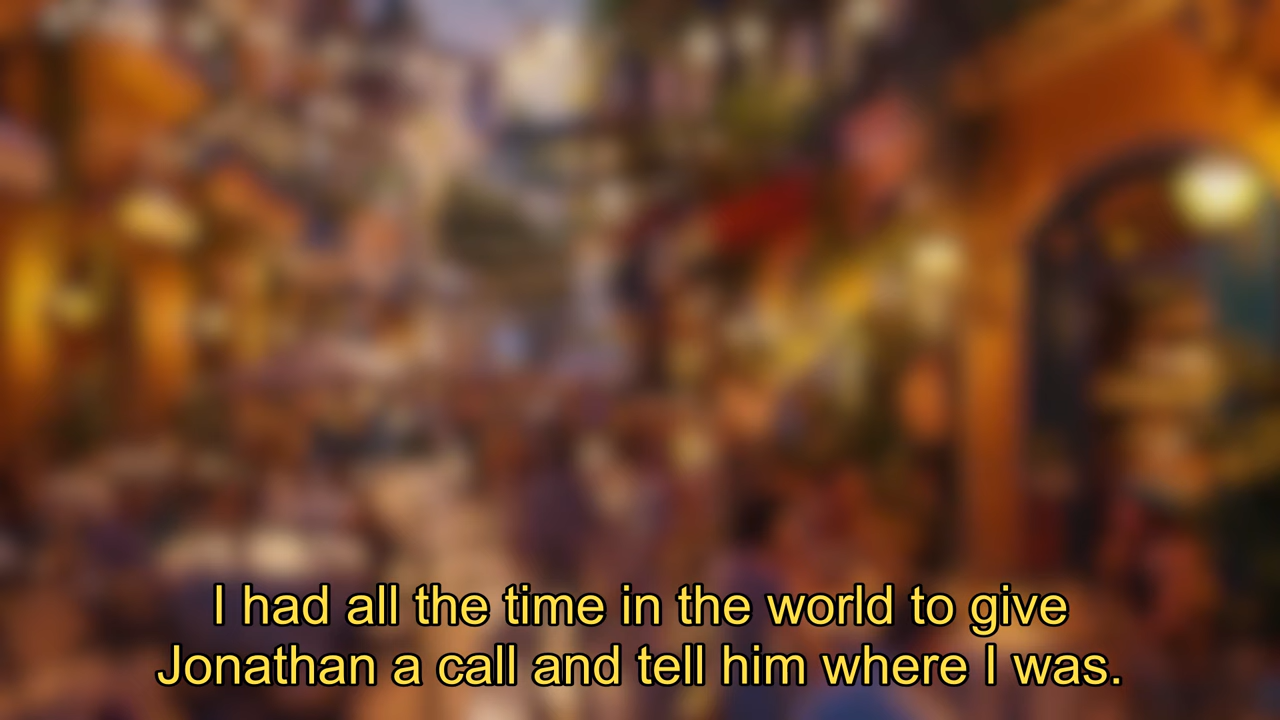 I had all the time in the world to give
Jonathan a call and tell him where I was.